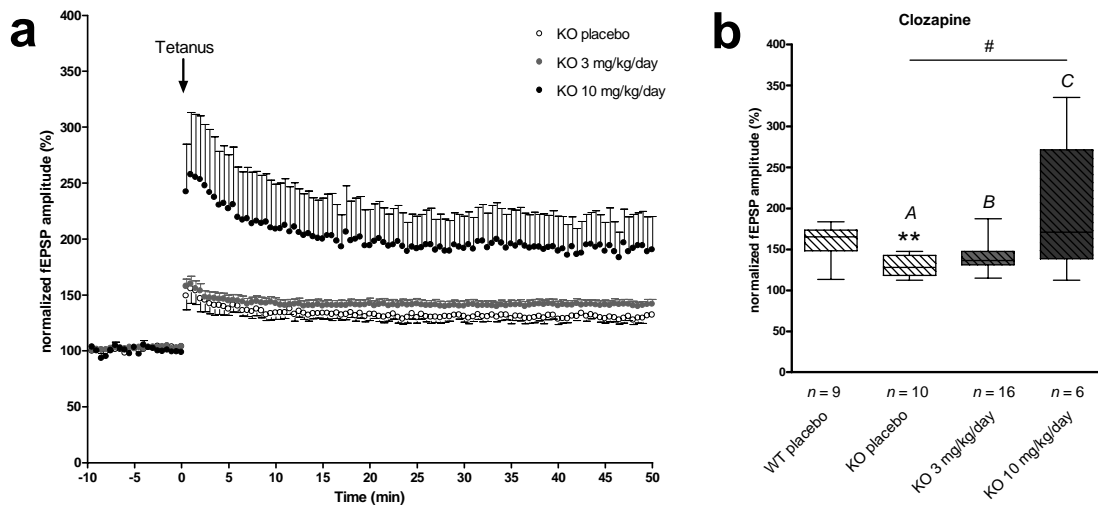 a
normalized fEPSP amplitude (%)
400
350
300
250
200
150
100
50
0
Tetanus
KO placebo
KO 3 mg/kg/day
KO 10 mg/kg/day
-10 -5 0 5 10 15 20 25 30 35 40 45 50
Time (min)
b
Clozapine
normalized fEPSP amplitude (%)
400
350
300
250
200
150
100
50
0
#
A
**
B
C
n = 9 n = 10 n = 16 n = 6
WT placebo
KO placebo
KO 3 mg/kg/day
KO 10 mg/kg/day